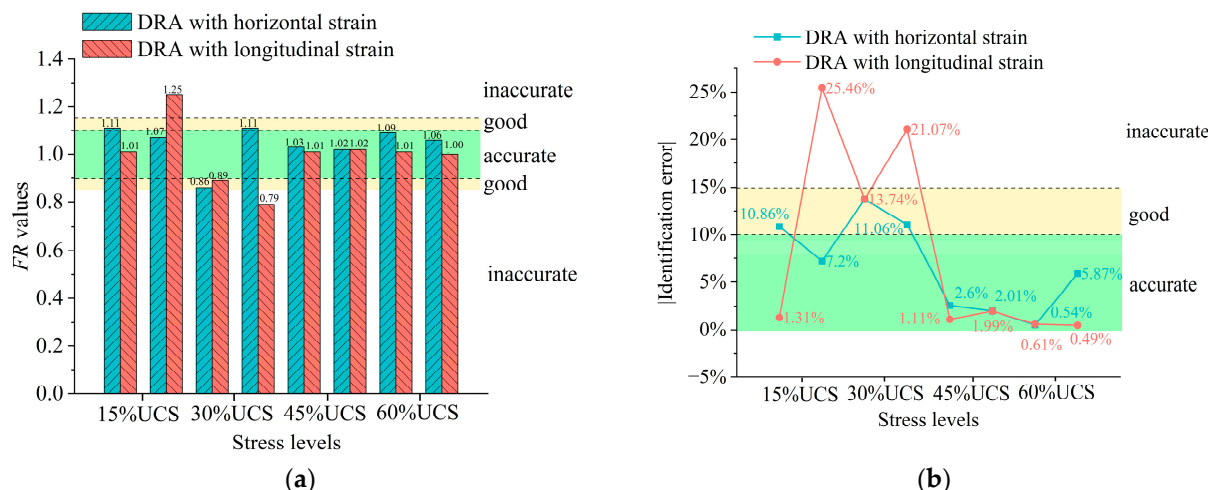 DRA with horizontal strain
DRA with longitudinal strain
FR values
1.4
1.2
1.0
0.8
0.6
0.4
0.2
0.0
1.11
1.01
1.07
1.25
0.86
0.89
1.11
0.79
1.03
1.01
1.02
1.02
1.09
1.01
1.06
1.00
inaccurate
good
accurate
good
inaccurate
15%UCS 30%UCS 45%UCS 60%UCS
Stress levels
(a)
DRA with horizontal strain
DRA with longitudinal strain
|Identification error|
25%
20%
15%
10%
5%
0%
−5%
25.46%
21.07%
13.74%
10.86%
11.06%
7.2%
1.31%
2.6%
2.01%
1.11%
1.99%
5.87%
0.54%
0.61%
0.49%
inaccurate
good
accurate
15%UCS 30%UCS 45%UCS 60%UCS
Stress levels
(b)